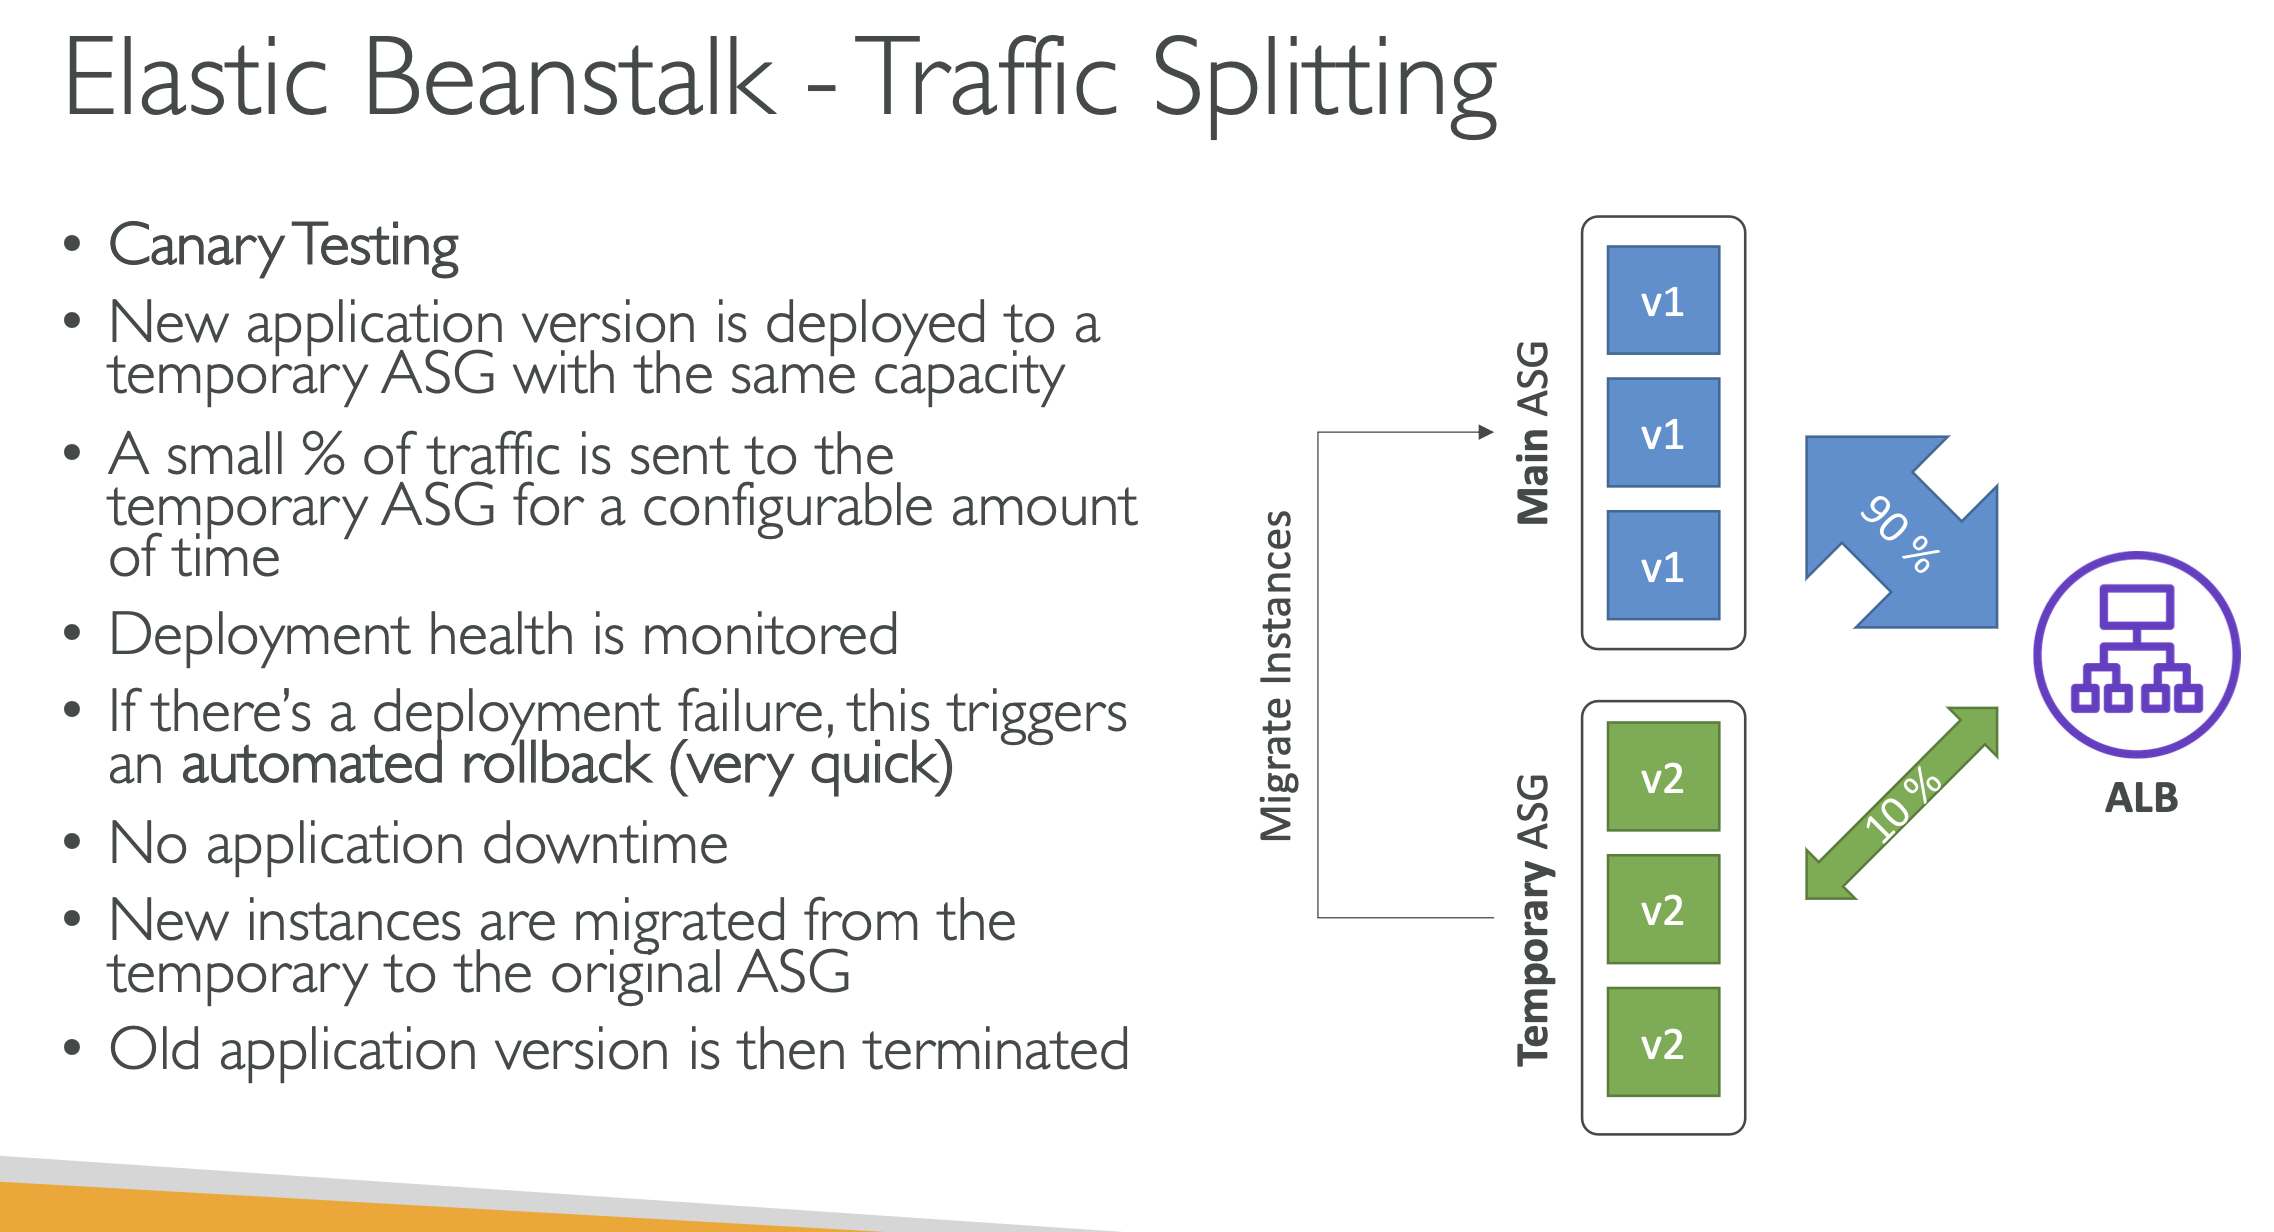 Elastic Beanstalk - Traffic Splitting
• Canary Testing
• New application version is deployed to a
temporary ASG with the same capacity
• A small % of traffic is sent to the
temporary ASG for a configurable amount
of time
• Deployment health is monitored
• If there’s a deployment failure, this triggers
an automated rollback (very quick)
• No application downtime
• New instances are migrated from the
temporary to the original ASG
• Old application version is then terminated
Migrate Instances
Main ASG
v1
v1
v1
90 %
Temporary ASG
v2
v2
v2
10 %
ALB